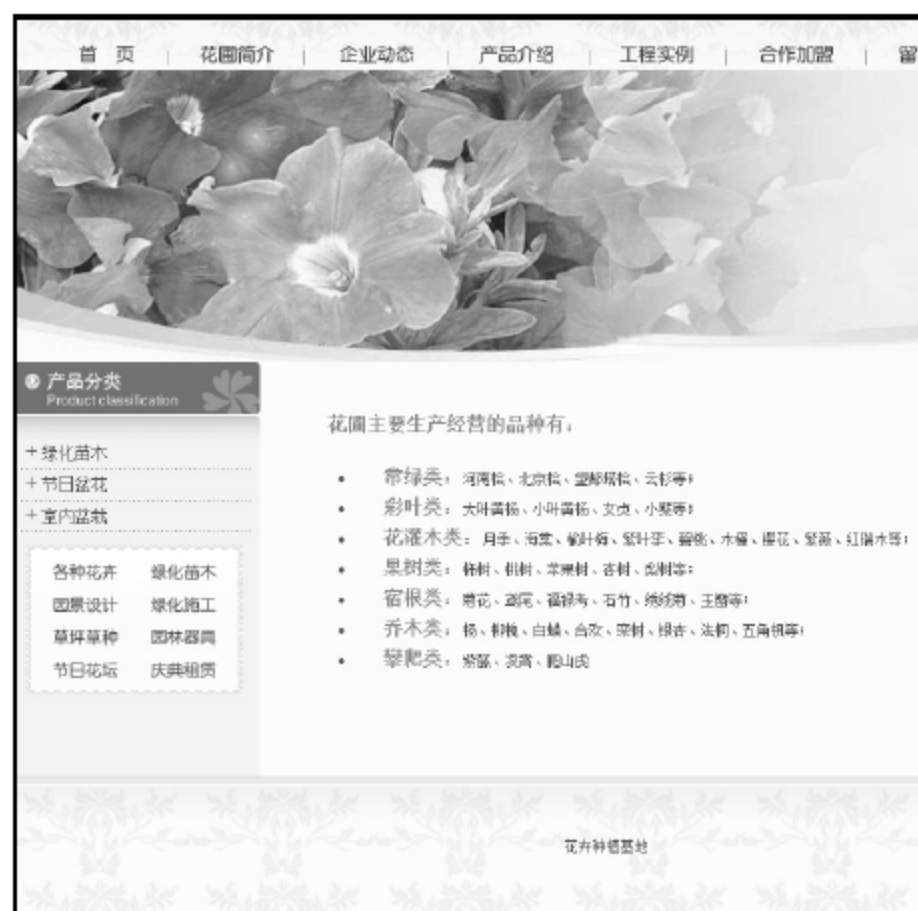 首 页 | 花圃简介 | 企业动态 | 产品介绍 | 工程实例 | 合作加盟 | 留
产品分类
Product classification
+ 绿化苗木
+ 节日盆花
+ 室内盆栽
各种花卉 绿化苗木
园景设计 绿化施工
草坪草种 园林器具
节日花坛 庆典租赁
花圃主要生产经营的品种有:
• 常绿类: 河南桧、北京桧、塑都塔桧、云杉等;
• 彩叶类: 大叶黄杨、小叶黄杨、女贞、小檗等;
• 花灌木类: 月季、海棠、榆叶梅、紫叶李、碧桃、木槿、樱花、紫薇、红瑞木等;
• 果树类: 桃树、苹果树、杏树、梨树等;
• 宿根类: 菊花、鸢尾、福禄考、石竹、
• 乔木类: 杨、白蜡、合欢、栾树、银杏、法桐、五角枫等;
• 攀爬类: 紫藤、凌霄、爬山虎
花卉种植基地